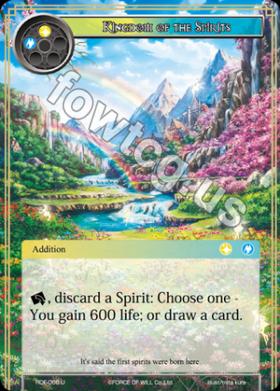 Kingdom of the Spirits
fowtcg.us
Addition
, discard a Spirit: Choose one -
You gain 600 life; or draw a card.
It's said the first spirits were born here.
©FORCE OF WILL Co.Ltd.